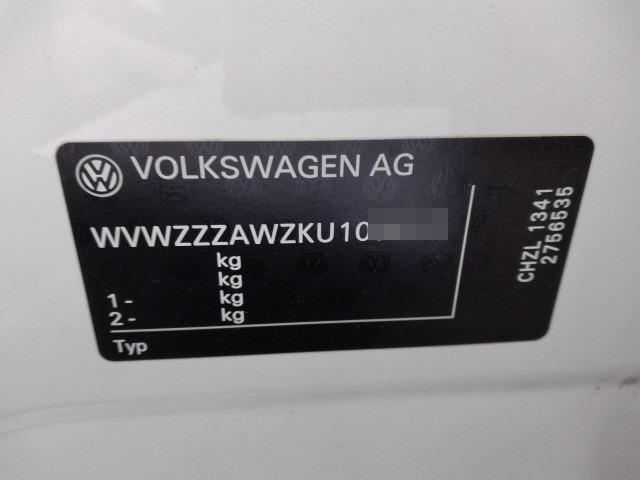 VOLKSWAGEN AG
WVWZZZAWZKU10
kg
kg
1- kg
2- kg
Typ
CHZL 1341
2756535